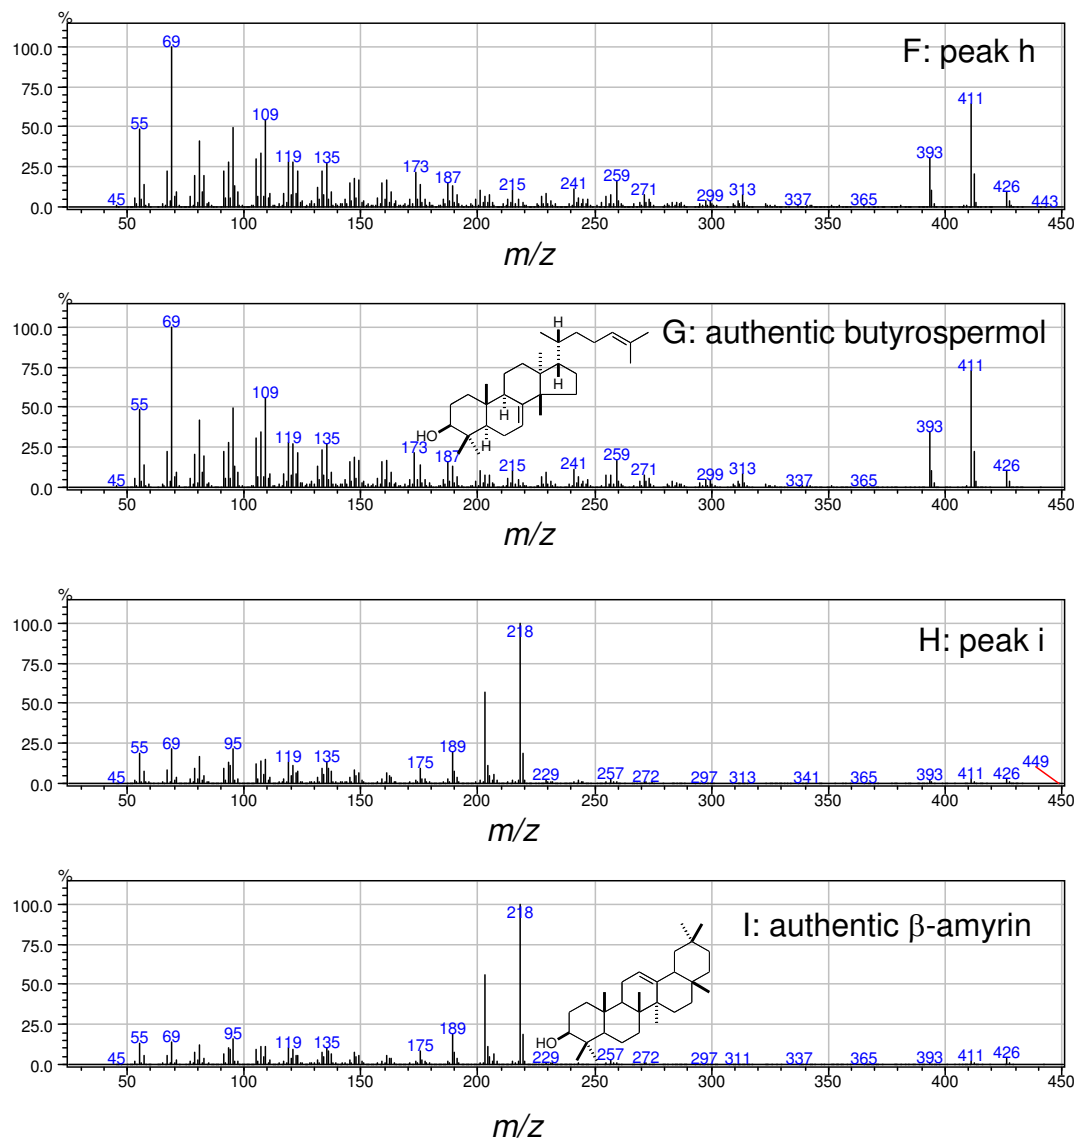 %
F: peak h
100.0
75.0
50.0
25.0
0.0
45 55 69 109 119 135 173 187 215 241 259 271 299 313 337 365 393 411 426 443
50 100 150 200 250 300 350 400 450
m/z
%
G: authentic butyrospermol
100.0
75.0
50.0
25.0
0.0
45 55 69 109 119 135 173 187 215 241 259 271 299 313 337 365 393 411 426
H
H
H
H
HO
50 100 150 200 250 300 350 400 450
m/z
%
H: peak i
100.0
75.0
50.0
25.0
0.0
45 55 69 95 119 135 175 189 218 229 257 272 297 313 341 365 393 411 426 449
50 100 150 200 250 300 350 400 450
m/z
%
I: authentic β-amyrin
100.0
75.0
50.0
25.0
0.0
45 55 69 95 119 135 175 189 218 229 257 272 297 311 337 365 393 411 426
HO
50 100 150 200 250 300 350 400 450
m/z